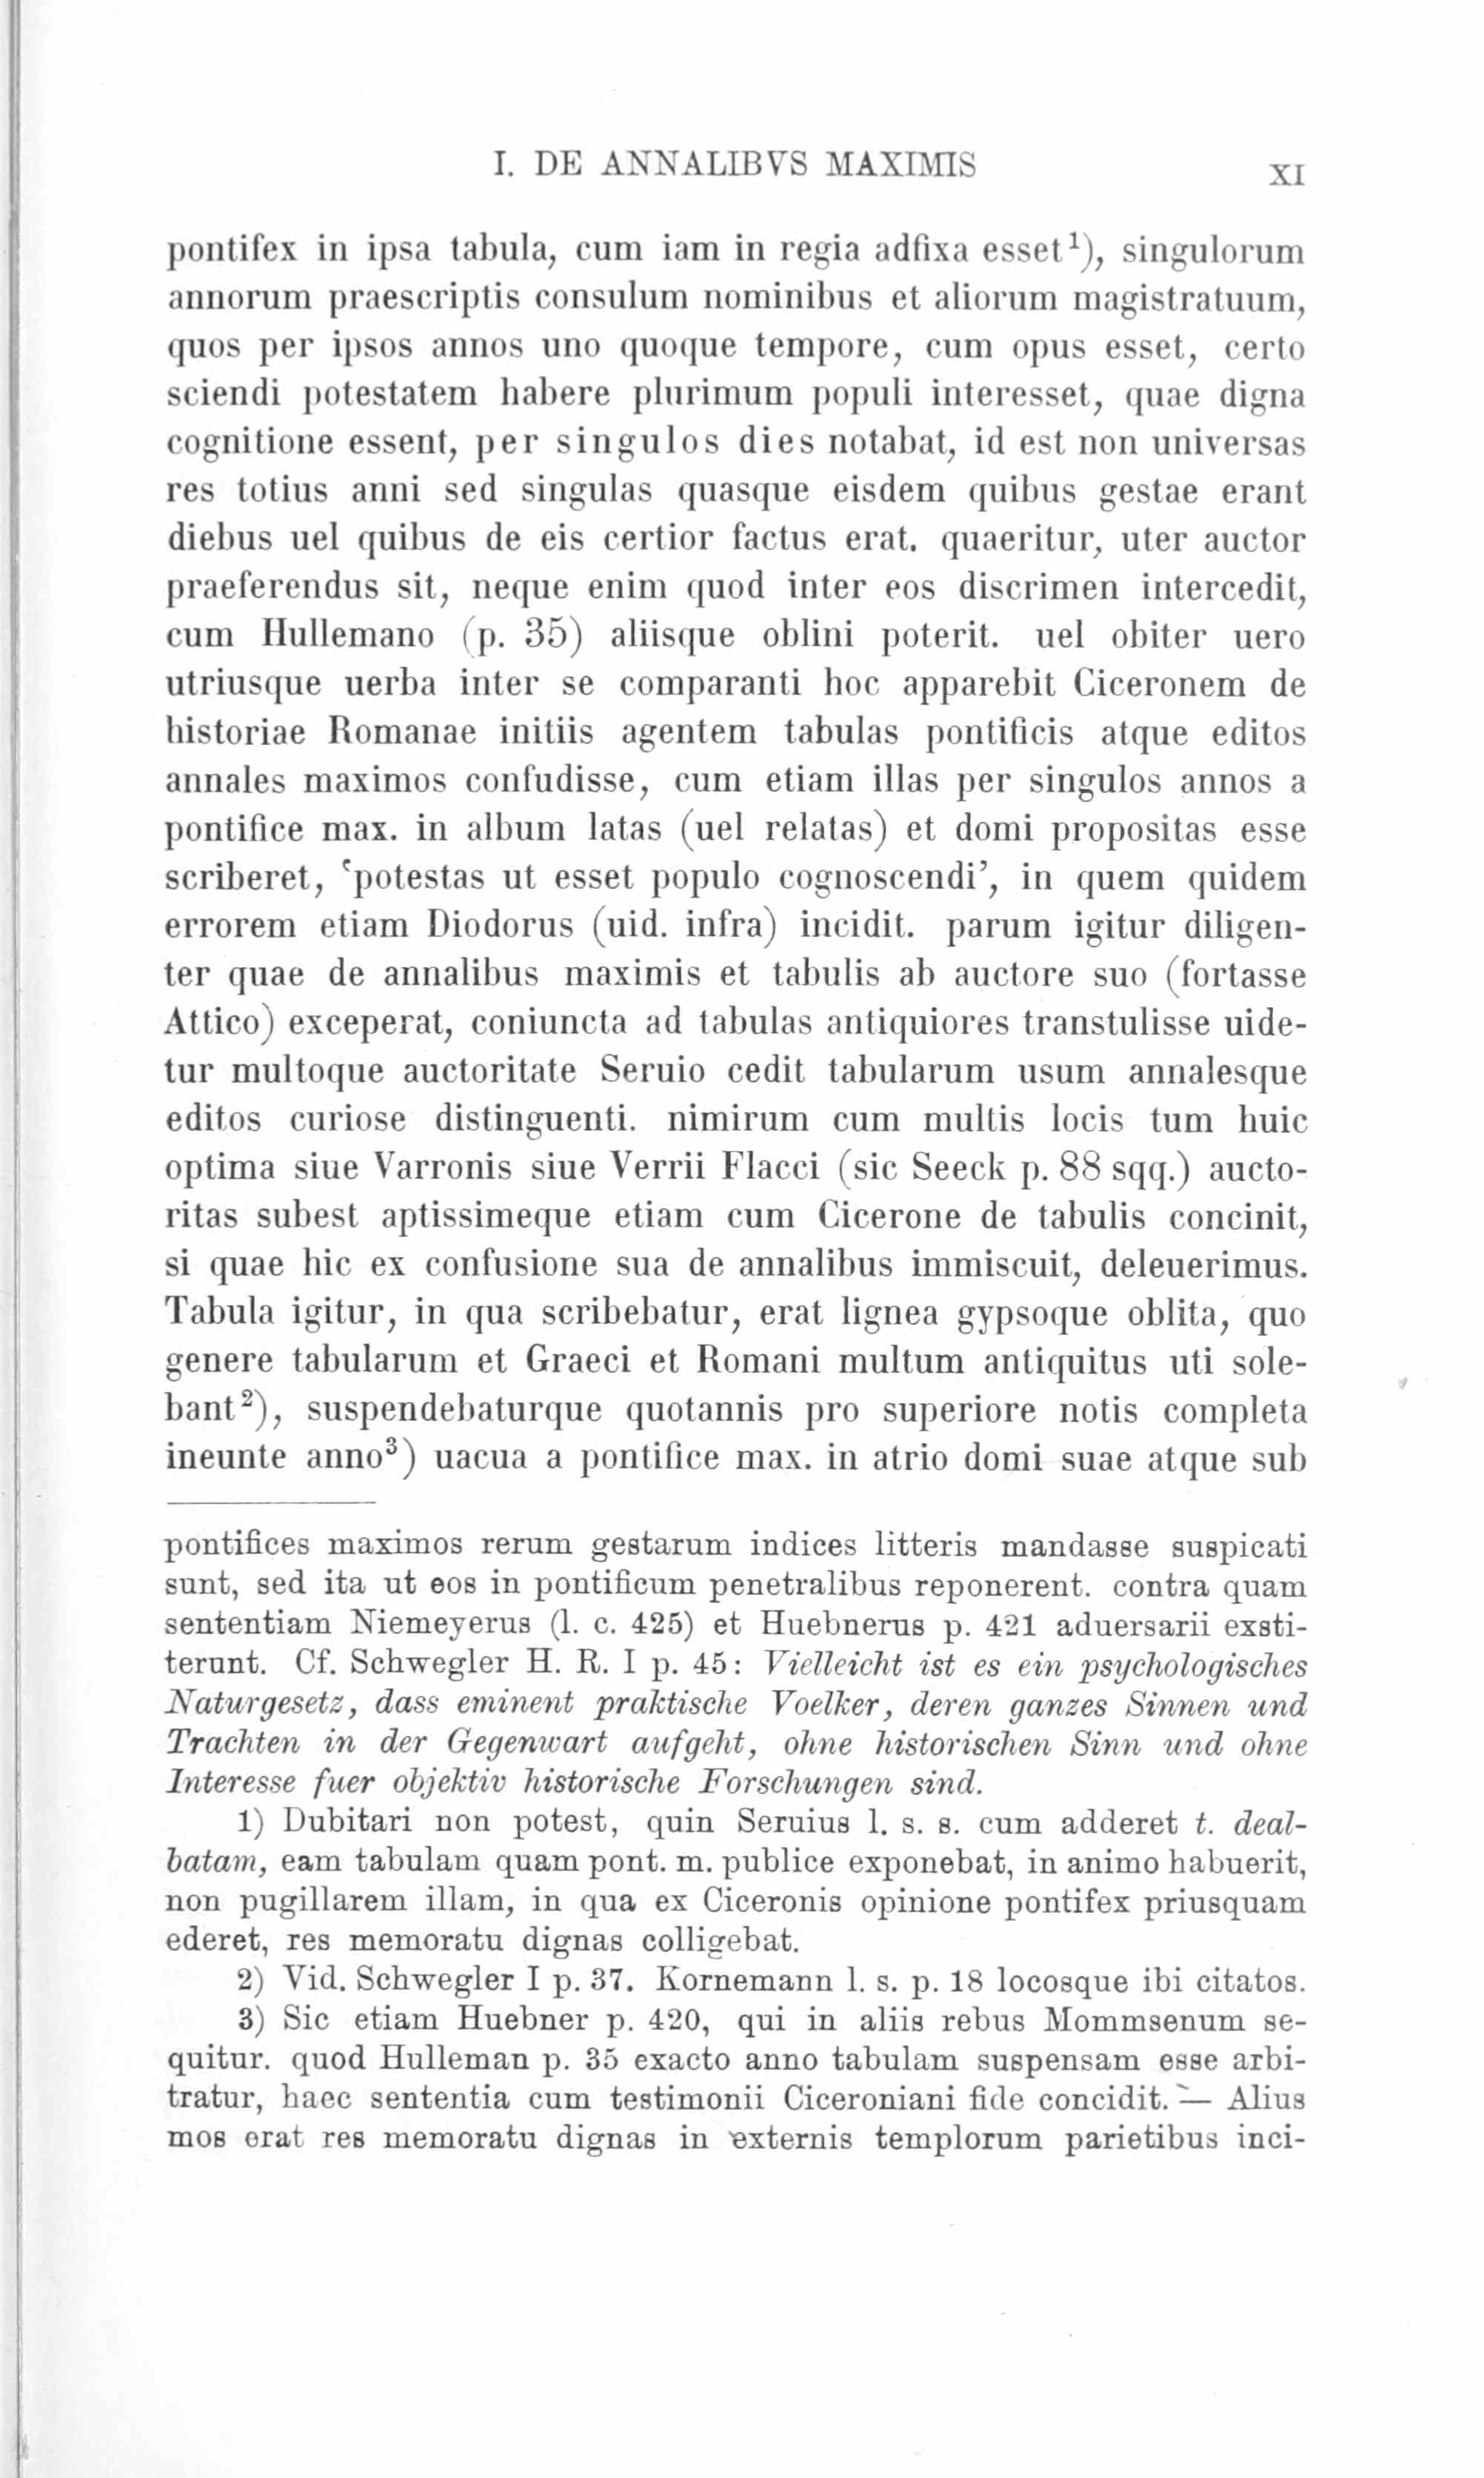 I. DE ANNALIBVS MAXIMIS
XI
pontifex in ipsa tabula, cum iam in regia adfixa esset¹), singulorum
annorum praescriptis consulum nominibus et aliorum magistratuum,
quos per ipsos annos uno quoque tempore, cum opus esset, certo
sciendi potestatem habere plurimum populi interesset, quae digna
cognitione essent, per singulos dies notabat, id est non universas
res totius anni sed singulas quasque eisdem quibus gestae erant
diebus uel quibus de eis certior factus erat. quaeritur, uter auctor
praeferendus sit, neque enim quod inter eos discrimen intercedit,
cum Hullemano (p. 35) aliisque oblini poterit. uel obiter uero
utriusque uerba inter se comparanti hoc apparebit Ciceronem de
historiae Romanae initiis agentem tabulas pontificis atque editos
annales maximos confudisse, cum etiam illas per singulos annos a
pontifice max. in album latas (uel relatas) et domi propositas esse
scriberet, ‘potestas ut esset populo cognoscendi’, in quem quidem
errorem etiam Diodorus (uid. infra) incidit. parum igitur diligen-
ter quae de annalibus maximis et tabulis ab auctore suo (fortasse
Attico) exceperat, coniuncta ad tabulas antiquiores transtulisse uide-
tur multoque auctoritate Seruio cedit tabularum usum annalesque
editos curiose distinguenti. nimirum cum multis locis tum huic
optima siue Varronis siue Verrii Flacci (sic Seeck p. 88 sqq.) aucto-
ritas subest aptissimeque etiam cum Cicerone de tabulis concinit,
si quae hic ex confusione sua de annalibus immiscuit, deleuerimus.
Tabula igitur, in qua scribebatur, erat lignea gypsoque oblita, quo
genere tabularum et Graeci et Romani multum antiquitus uti sole-
bant²), suspendebaturque quotannis pro superiore notis completa
ineunte anno³) uacua a pontifice max. in atrio domi suae atque sub
pontifices maximos rerum gestarum indices litteris mandasse suspicati
sunt, sed ita ut eos in pontificum penetralibus reponerent. contra quam
sententiam Niemeyerus (l. c. 425) et Huebnerus p. 421 aduersarii exsti-
terunt. Cf. Schwegler H. R. I p. 45: Vielleicht ist es ein psychologisches
Naturgesetz, dass eminent praktische Voelker, deren ganzes Sinnen und
Trachten in der Gegenwart aufgeht, ohne historischen Sinn und ohne
Interesse fuer objektiv historische Forschungen sind.
1) Dubitari non potest, quin Seruius l. s. s. cum adderet t. deal-
batam, eam tabulam quam pont. m. publice exponebat, in animo habuerit,
non pugillarem illam, in qua ex Ciceronis opinione pontifex priusquam
ederet, res memoratu dignas colligebat.
2) Vid. Schwegler I p. 37. Kornemann l. s. p. 18 locosque ibi citatos.
3) Sic etiam Huebner p. 420, qui in aliis rebus Mommsenum se-
quitur. quod Hulleman p. 35 exacto anno tabulam suspensam esse arbi-
tratur, haec sententia cum testimonii Ciceroniani fide concidit. — Alius
mos erat res memoratu dignas in externis templorum parietibus inci-